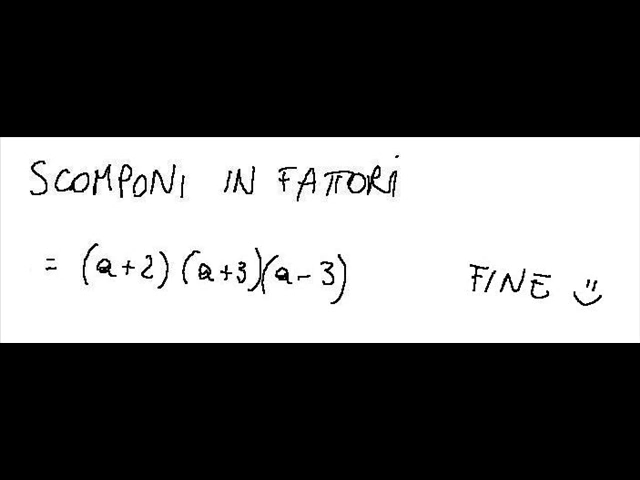 SCOMPONI IN FATTORI
= (a+2) (a+3)(a-3) FINE